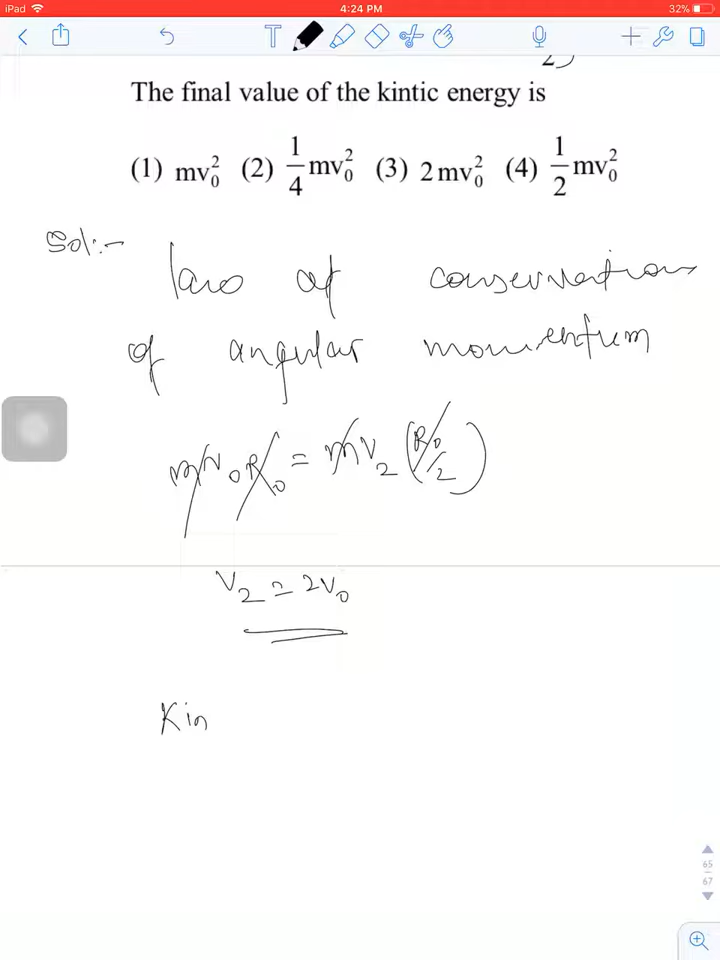 iPad 4:24 PM 32%
T
2)
The final value of the kintic energy is
(1) mv₀² (2) 1/4 mv₀² (3) 2mv₀² (4) 1/2 mv₀²
Sol:-
law of conservation
of angular momentum
mv₀R₀ = mv₂ (R₀/2)
v₂ = 2v₀
Kin
65
67